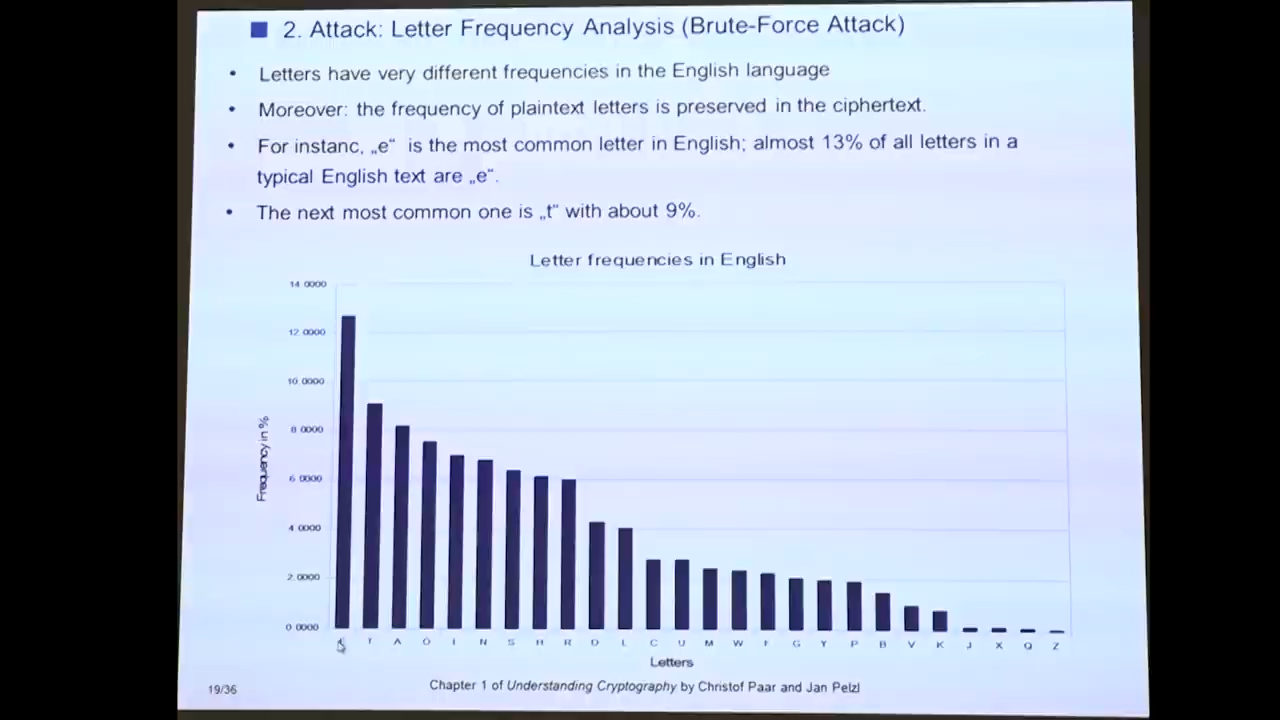 2. Attack: Letter Frequency Analysis (Brute-Force Attack)
• Letters have very different frequencies in the English language
• Moreover: the frequency of plaintext letters is preserved in the ciphertext.
• For instanc, „e“ is the most common letter in English; almost 13% of all letters in a
typical English text are „e“.
• The next most common one is „t“ with about 9%.
Letter frequencies in English
14 0000
12 0000
10 0000
8 0000
6 0000
4 0000
2 0000
0 0000
Frequency in %
T A O I N S H R D L C U M W F G Y P B V K J X Q Z
Letters
19/36
Chapter 1 of Understanding Cryptography by Christof Paar and Jan Pelzl